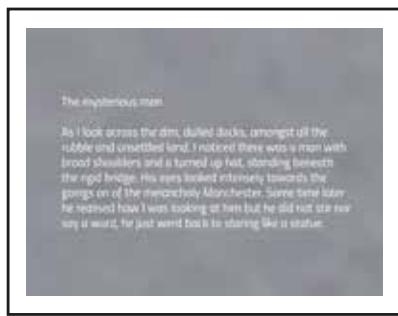 The mysterious man
As I look across the dim, dulled docks, amongst all the
rubble and unsettled land, I noticed there was a man with
broad shoulders and a turned up hat, standing beneath
the rigid bridge. His eyes looked intensely towards the
goings on of the melancholy Manchester. Some time later
he realised how I was looking at him but he did not stir nor
say a word, he just went back to staring like a statue.